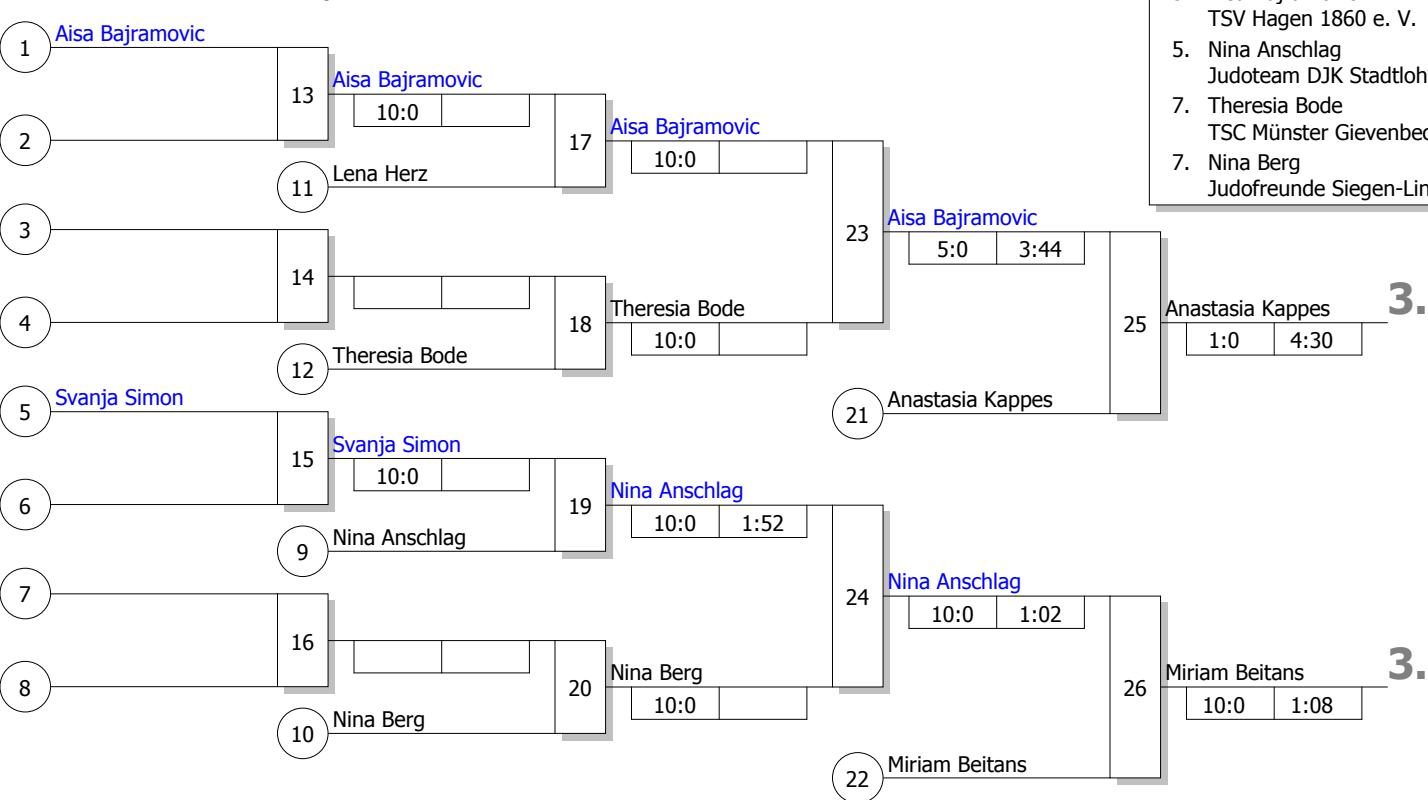 TSV Hagen 1860 e. V.
5. Nina Anschlag
Judoteam DJK Stadtloh
7. Theresia Bode
TSC Münster Gievenbec
7. Nina Berg
Judofreunde Siegen-Lin
1 Aisa Bajramovic
2
13
Aisa Bajramovic
10:0
11 Lena Herz
17
Aisa Bajramovic
10:0
3
4
14
12 Theresia Bode
18
Theresia Bode
10:0
23
Aisa Bajramovic
5:0 3:44
21 Anastasia Kappes
25
Anastasia Kappes
1:0 4:30
3.
5 Svanja Simon
6
15
Svanja Simon
10:0
9 Nina Anschlag
19
Nina Anschlag
10:0 1:52
7
8
16
10 Nina Berg
20
Nina Berg
10:0
24
Nina Anschlag
10:0 1:02
22 Miriam Beitans
26
Miriam Beitans
10:0 1:08
3.